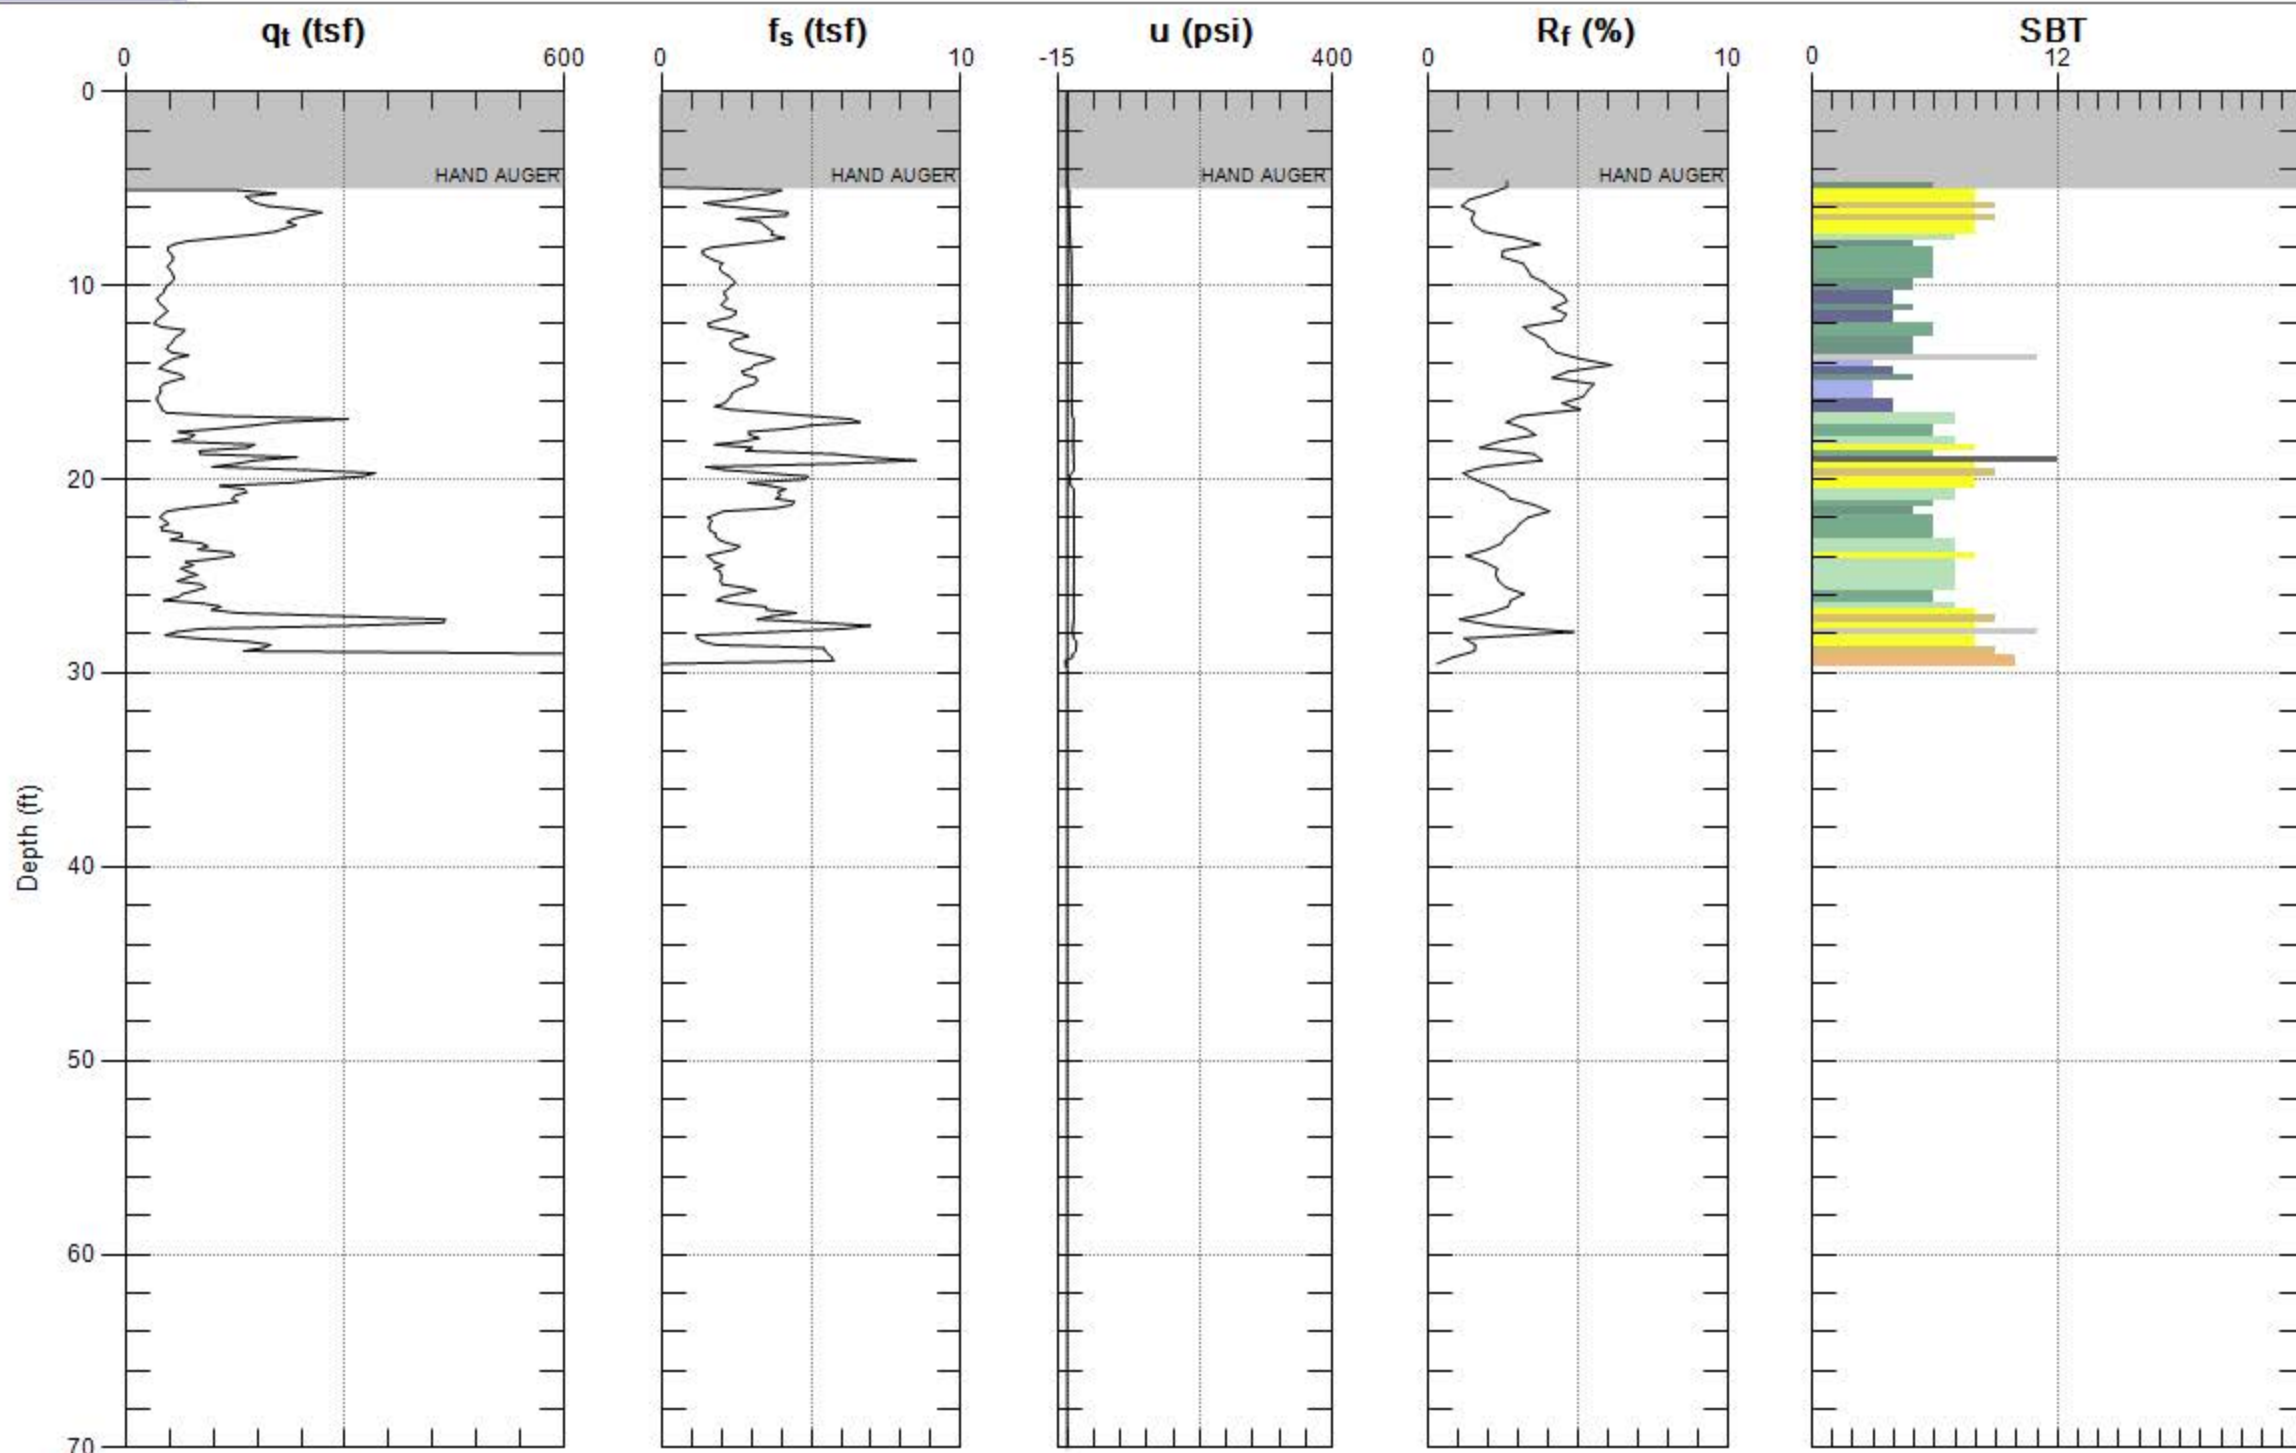 qt (tsf) fs (tsf) u (psi) Rf (%) SBT
0 600 0 10 -15 400 0 10 0 12
0
HAND AUGER HAND AUGER HAND AUGER HAND AUGER
10
20
30
40
Depth (ft)
50
60
70